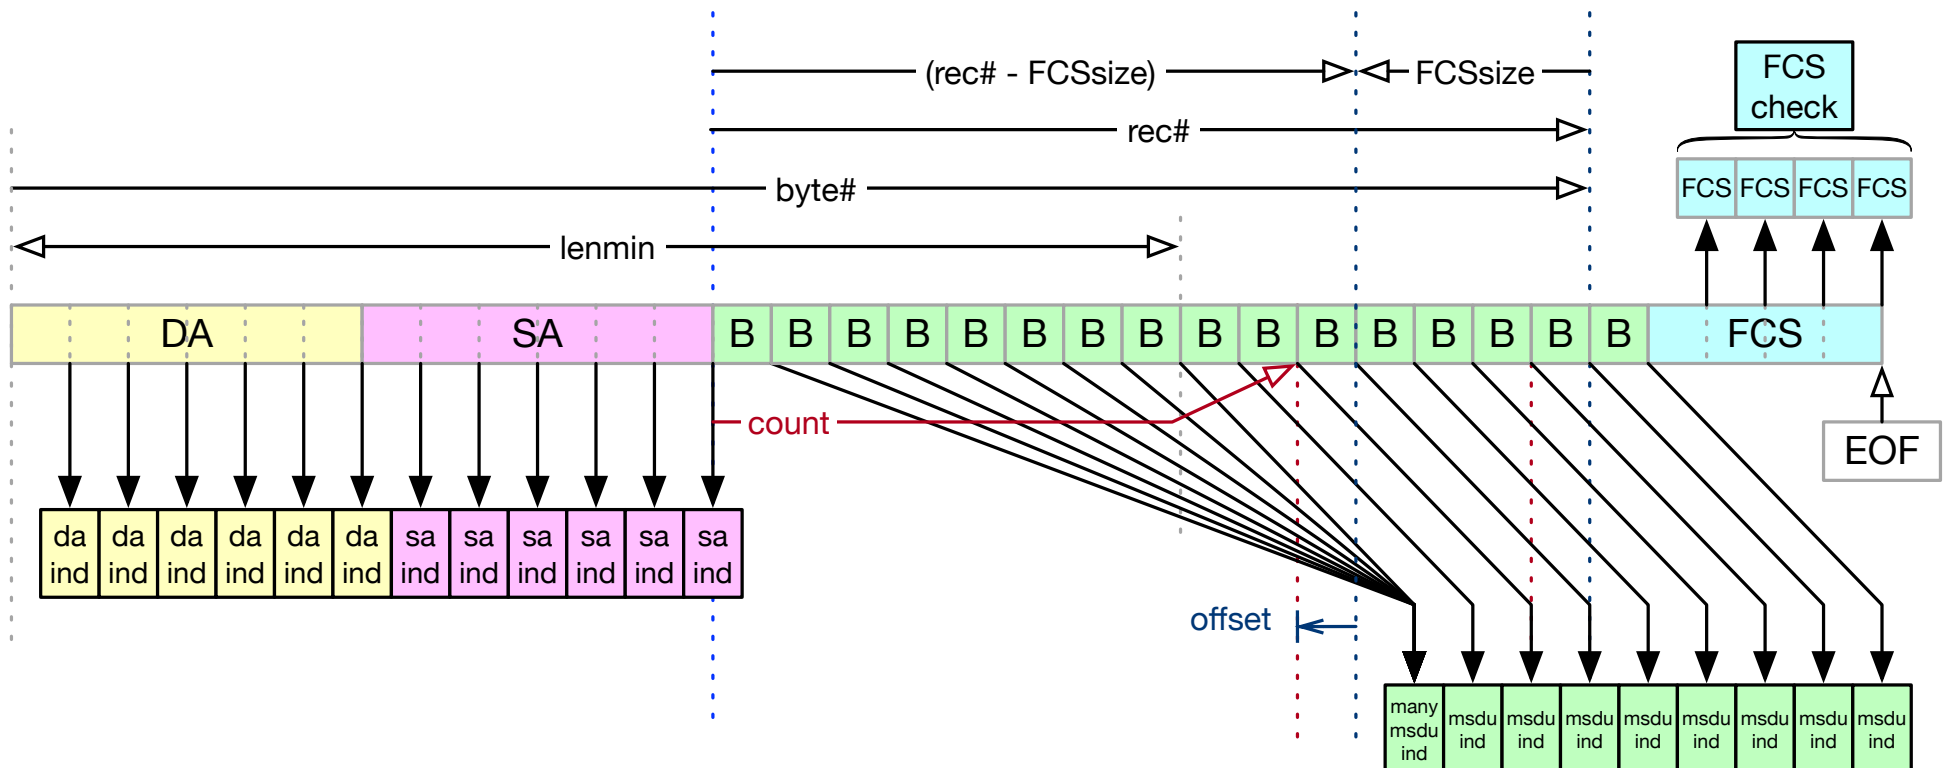 (rec# - FCSsize)
FCSsize
FCS
check
rec#
byte#
FCS FCS FCS FCS
lenmin
DA SA B B B B B B B B B B B B B B B B FCS
count
EOF
da da da da da da sa sa sa sa sa sa
ind ind ind ind ind ind ind ind ind ind ind ind
offset
many
msdu
ind
msdu msdu msdu msdu msdu msdu msdu msdu
ind ind ind ind ind ind ind ind